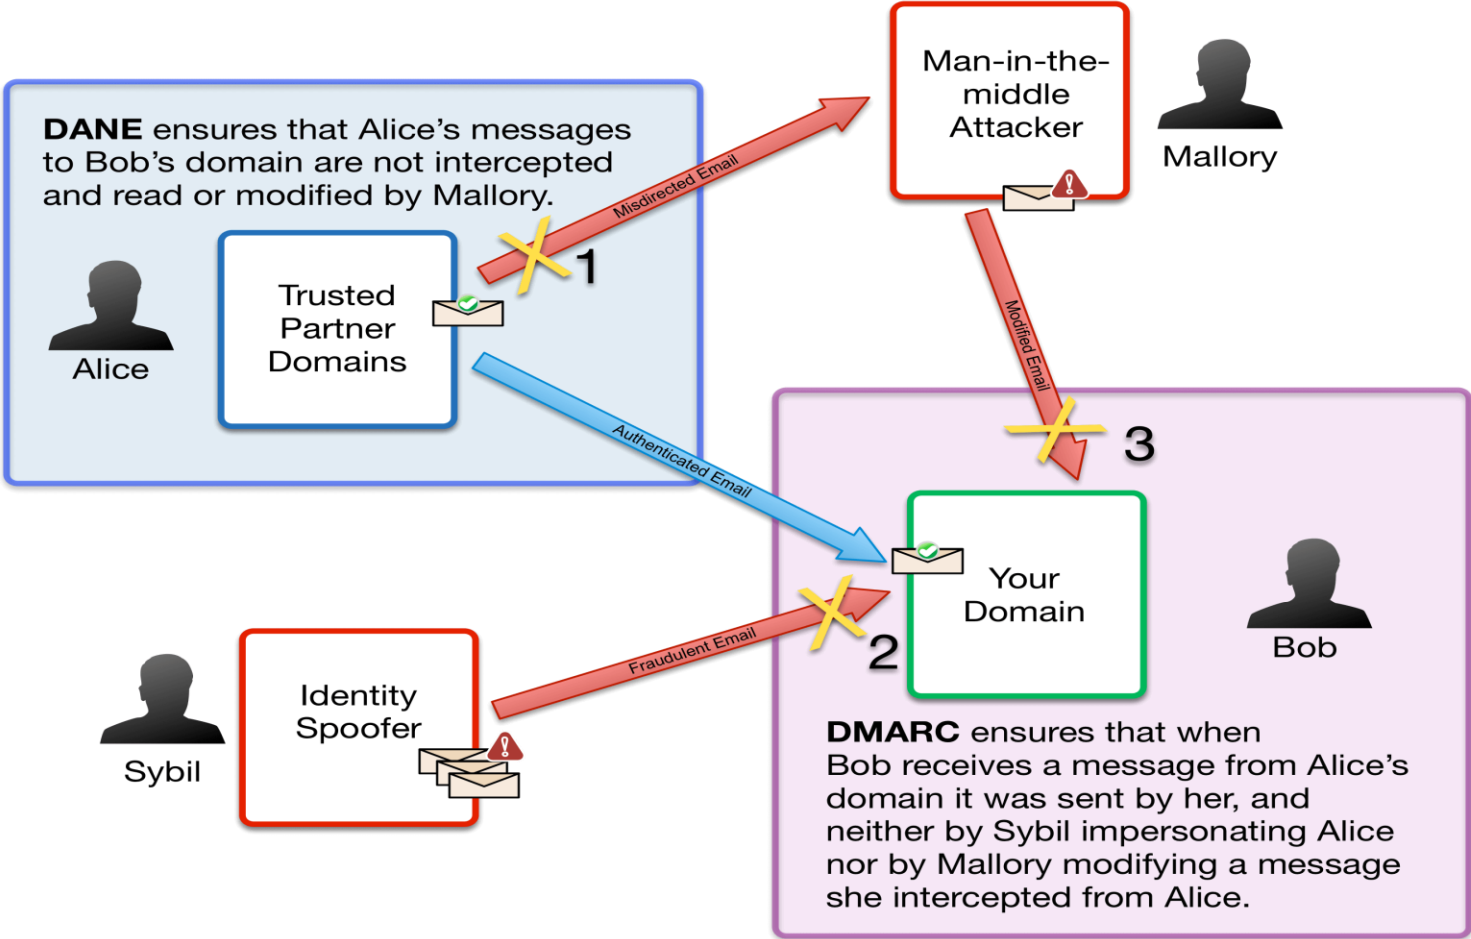 Man-in-the-
middle
Attacker
Mallory
DANE ensures that Alice's messages
to Bob's domain are not intercepted
and read or modified by Mallory.
Misdirected Email
1
Trusted
Partner
Domains
Alice
Modified Email
3
Authenticated Email
Your
Domain
Bob
Fraudulent Email
2
Identity
Spoofer
Sybil
DMARC ensures that when
Bob receives a message from Alice's
domain it was sent by her, and
neither by Sybil impersonating Alice
nor by Mallory modifying a message
she intercepted from Alice.